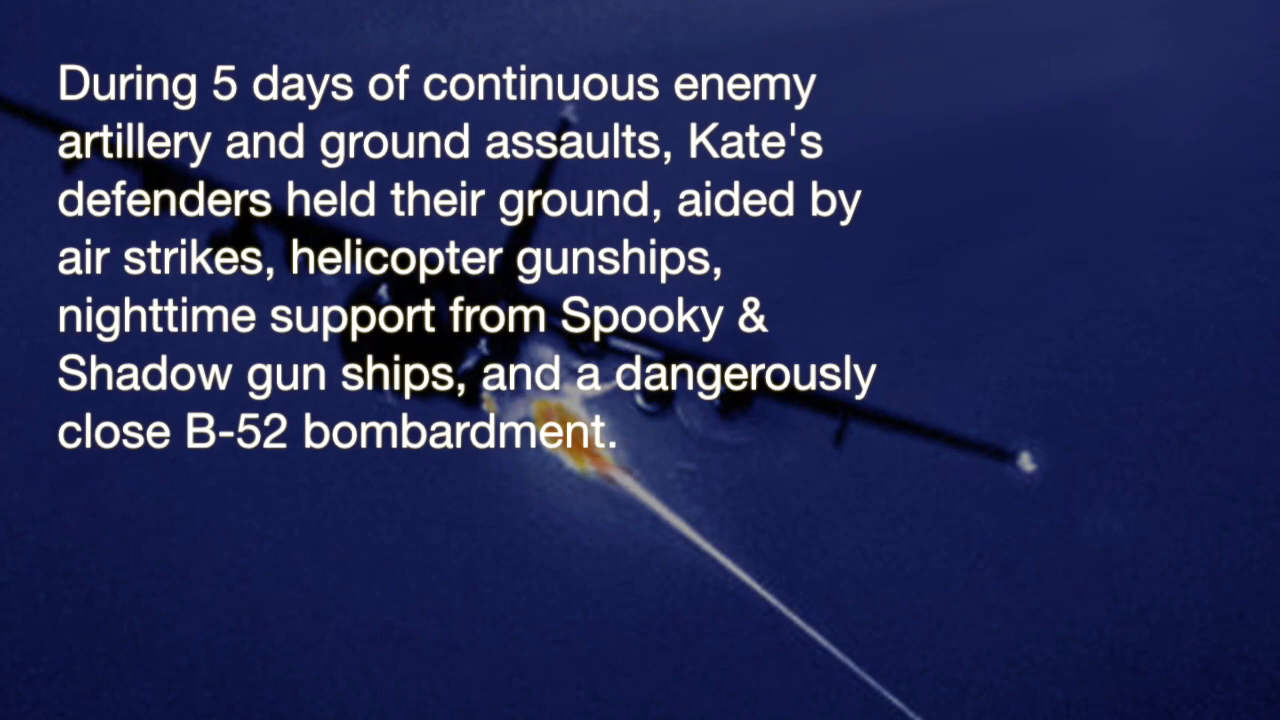 During 5 days of continuous enemy
artillery and ground assaults, Kate's
defenders held their ground, aided by
air strikes, helicopter gunships,
nighttime support from Spooky &
Shadow gun ships, and a dangerously
close B-52 bombardment.